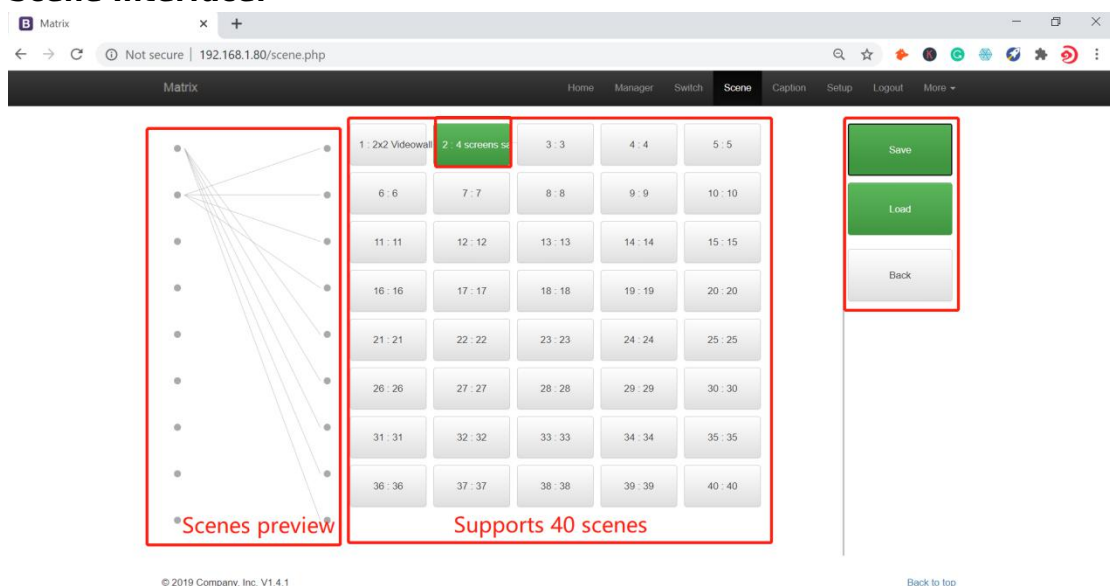 Scene Interface:
Matrix
Not secure | 192.168.1.80/scene.php
Matrix Home Manager Switch Scene Caption Setup Logout More
1 : 2x2 Videowall 2 : 4 screens sa 3 : 3 4 : 4 5 : 5 Save
6 : 6 7 : 7 8 : 8 9 : 9 10 : 10 Load
11 : 11 12 : 12 13 : 13 14 : 14 15 : 15
16 : 16 17 : 17 18 : 18 19 : 19 20 : 20 Back
21 : 21 22 : 22 23 : 23 24 : 24 25 : 25
26 : 26 27 : 27 28 : 28 29 : 29 30 : 30
31 : 31 32 : 32 33 : 33 34 : 34 35 : 35
36 : 36 37 : 37 38 : 38 39 : 39 40 : 40
Scenes preview Supports 40 scenes
© 2019 Company, Inc. V1.4.1 Back to top